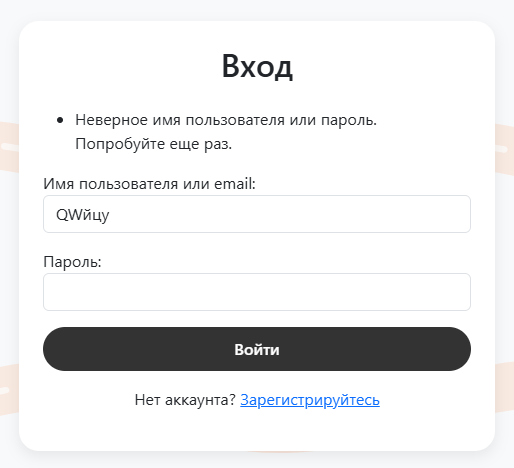 Вход
Неверное имя пользователя или пароль.
Попробуйте еще раз.
Имя пользователя или email:
QWйцу
Пароль:
Войти
Нет аккаунта? Зарегистрируйтесь